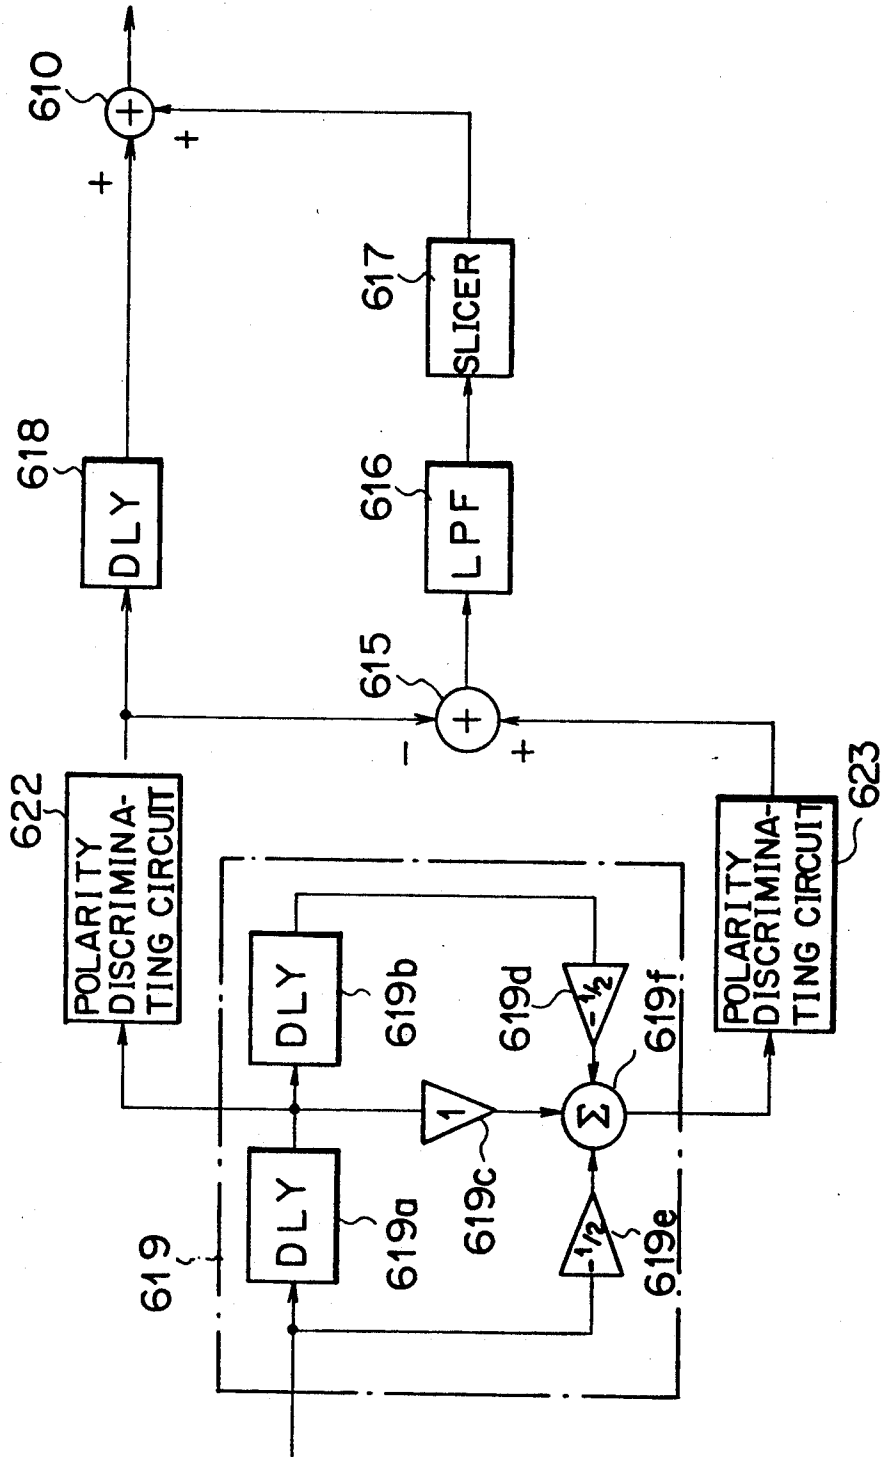 619
DLY
619a
DLY
619b
1
619c
-1/2
619d
-1/2
619e
Σ
619f
622
POLARITY
DISCRIMINA-
TING CIRCUIT
POLARITY
DISCRIMINA-
TING CIRCUIT
623
618
DLY
615
+
-
+
616
LPF
617
SLICER
610
+
+
+